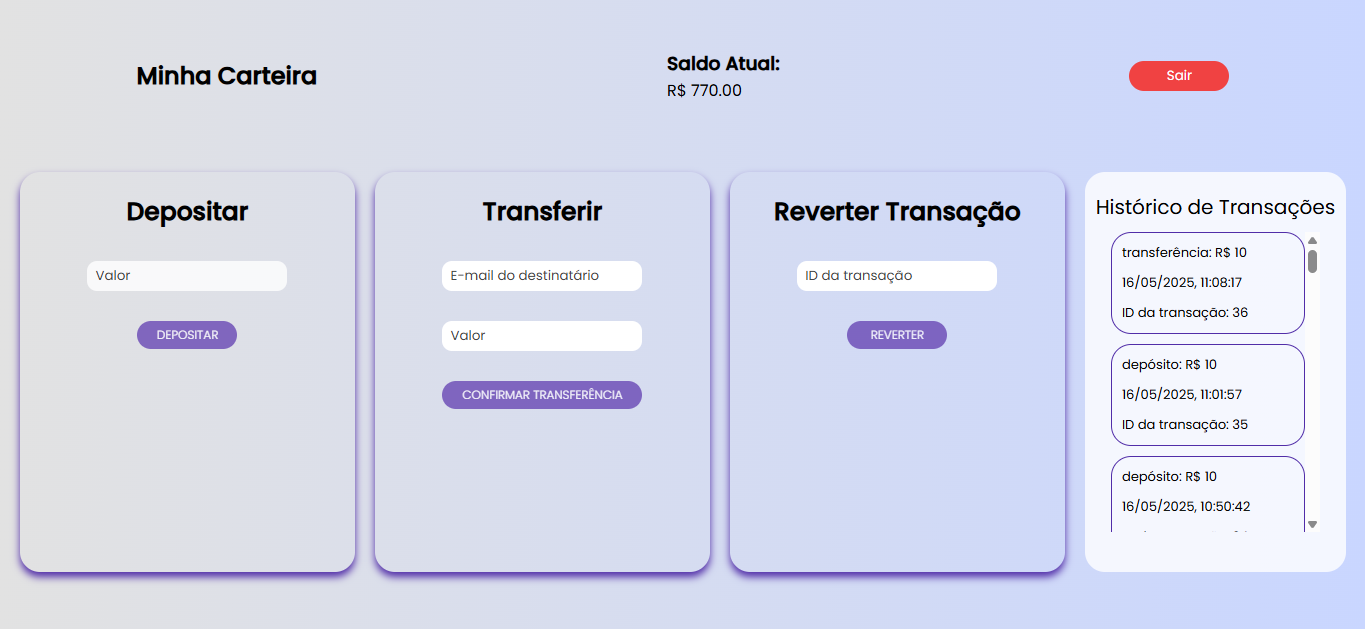 Minha Carteira
Saldo Atual:
R$ 770.00
Sair
Depositar
Valor
DEPOSITAR
Transferir
E-mail do destinatário
Valor
CONFIRMAR TRANSFERÊNCIA
Reverter Transação
ID da transação
REVERTER
Histórico de Transações
transferência: R$ 10
16/05/2025, 11:08:17
ID da transação: 36
depósito: R$ 10
16/05/2025, 11:01:57
ID da transação: 35
depósito: R$ 10
16/05/2025, 10:50:42